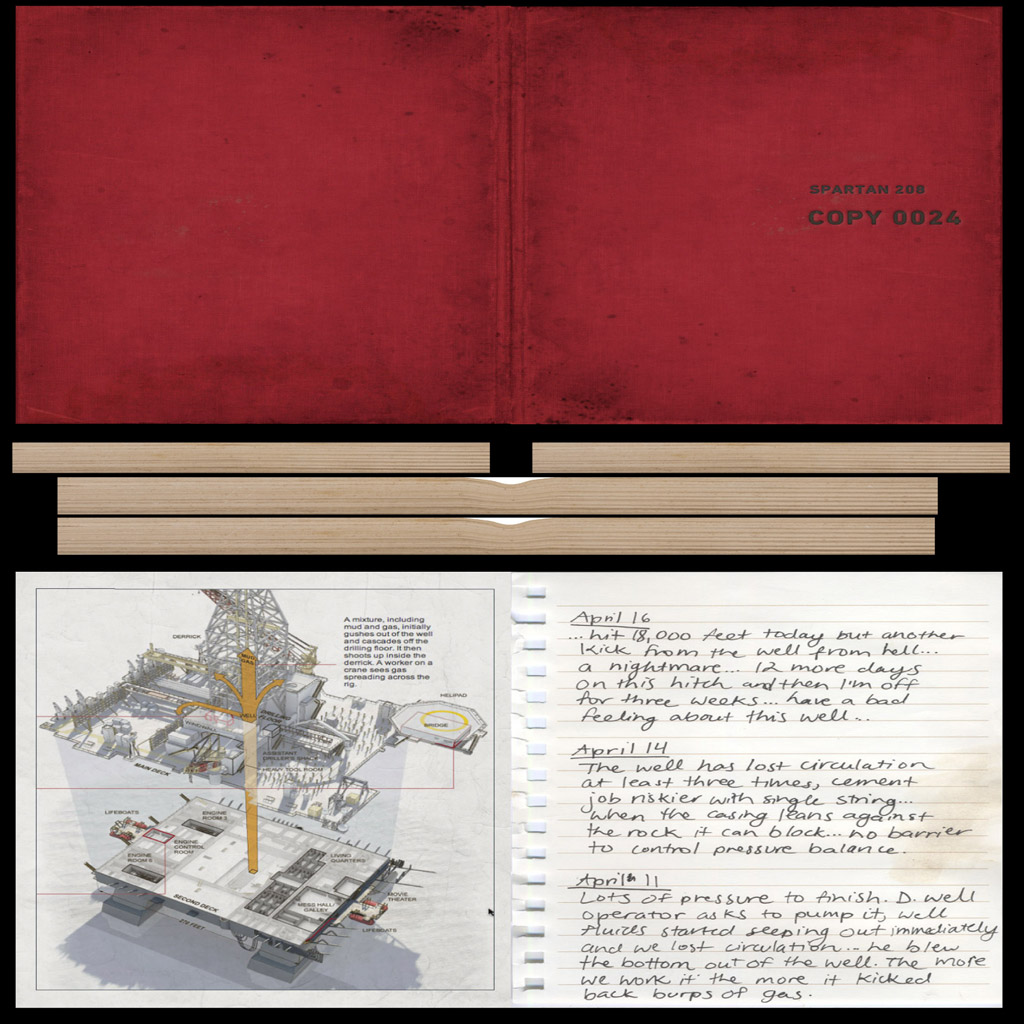 SPARTAN 208
COPY 0024
A mixture, including
mud and gas, initially
gushes out of the well
and cascades off the
drilling floor. It then
shoots up inside the
derrick. A worker on a
crane sees gas
spreading across the
rig.
DERRICK
MUD
GAS
HELIPAD
BRIDGE
ASSISTANT
DRILLER'S SHACK
HEAVY TOOL ROOM
MAIN DECK
LIFEBOATS
ENGINE
ROOM 3
ENGINE
CONTROL
ROOM
ENGINE
ROOM 6
LIVING
QUARTERS
MOVIE
THEATER
MESS HALL/
GALLEY
SECOND DECK
LIFEBOATS
April 16
... hit 18,000 feet today but another
kick from the well from hell...
a nightmare... 12 more days
on this hitch and then I'm off
for three weeks... have a bad
feeling about this well...
April 14
The well has lost circulation
at least three times, cement
job riskier with single string...
when the casing leans against
the rock it can block... no barrier
to control pressure balance.
April 11
Lots of pressure to finish. D. well
operator asks to pump it, well
fluids started seeping out immediately
and we lost circulation... he blew
the bottom out of the well. The more
we work it the more it kicked
back burps of gas.